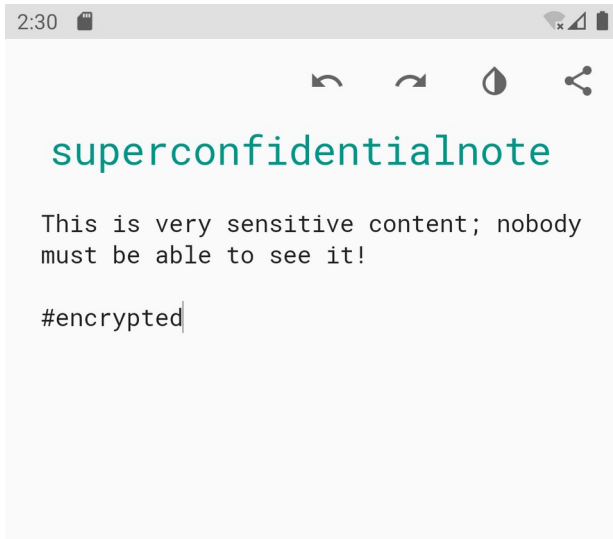 2:30
superconfidentialnote
This is very sensitive content; nobody
must be able to see it!
#encrypted